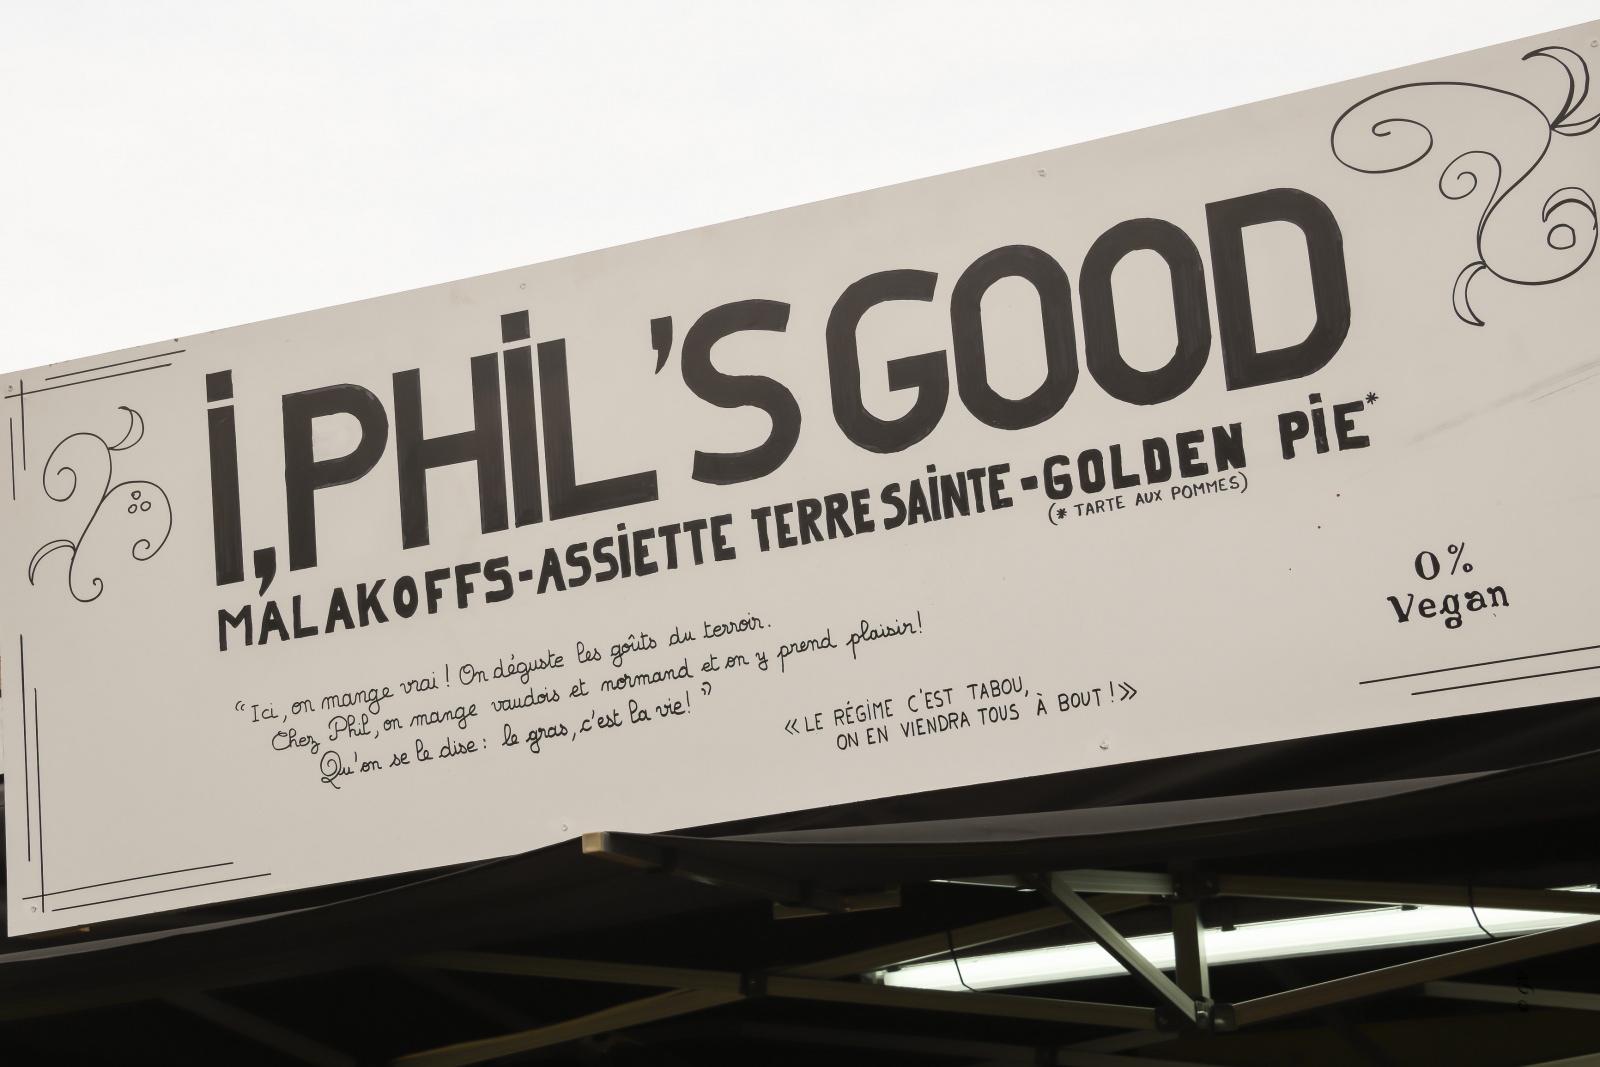 i, PHiL'S GOOD
MALAKOFFS-ASSiETTE TERRE SAiNTE-GOLDEN PiE*
(* TARTE AUX POMMES)
0%
Vegan
“Ici, on mange vrai ! On déguste les goûts du terroir.
Chez Phil, on mange vaudois et normand et on y prend plaisir!
Qu'on se le dise : le gras, c'est la vie! ”
«LE RÉGiME C'EST TABOU,
ON EN VIENDRA TOUS À BOUT !»